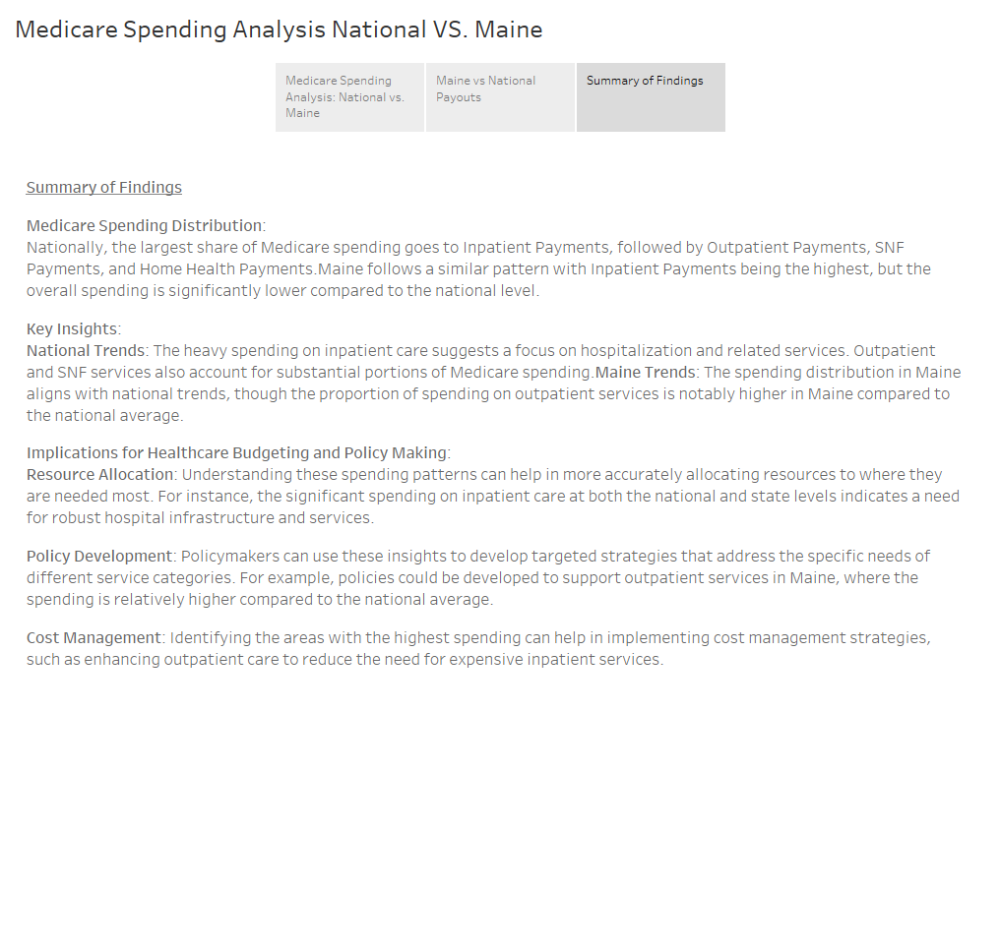 Medicare Spending Analysis National VS. Maine
Medicare Spending
Analysis: National vs.
Maine
Maine vs National
Payouts
Summary of Findings
Summary of Findings
Medicare Spending Distribution:
Nationally, the largest share of Medicare spending goes to Inpatient Payments, followed by Outpatient Payments, SNF
Payments, and Home Health Payments.Maine follows a similar pattern with Inpatient Payments being the highest, but the
overall spending is significantly lower compared to the national level.
Key Insights:
National Trends: The heavy spending on inpatient care suggests a focus on hospitalization and related services. Outpatient
and SNF services also account for substantial portions of Medicare spending.Maine Trends: The spending distribution in Maine
aligns with national trends, though the proportion of spending on outpatient services is notably higher in Maine compared to
the national average.
Implications for Healthcare Budgeting and Policy Making:
Resource Allocation: Understanding these spending patterns can help in more accurately allocating resources to where they
are needed most. For instance, the significant spending on inpatient care at both the national and state levels indicates a need
for robust hospital infrastructure and services.
Policy Development: Policymakers can use these insights to develop targeted strategies that address the specific needs of
different service categories. For example, policies could be developed to support outpatient services in Maine, where the
spending is relatively higher compared to the national average.
Cost Management: Identifying the areas with the highest spending can help in implementing cost management strategies,
such as enhancing outpatient care to reduce the need for expensive inpatient services.